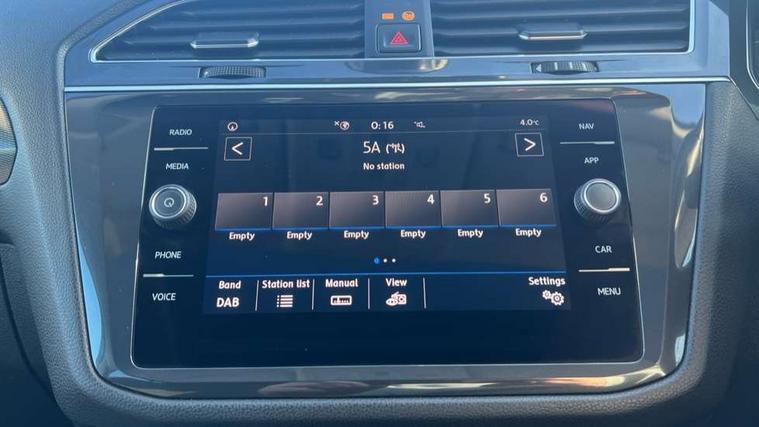 RADIO
0:16
4.0°C
NAV
5A
No station
APP
MEDIA
1 2 3 4 5 6
Empty Empty Empty Empty Empty Empty
PHONE
CAR
VOICE
MENU
Band Station list Manual View Settings
DAB